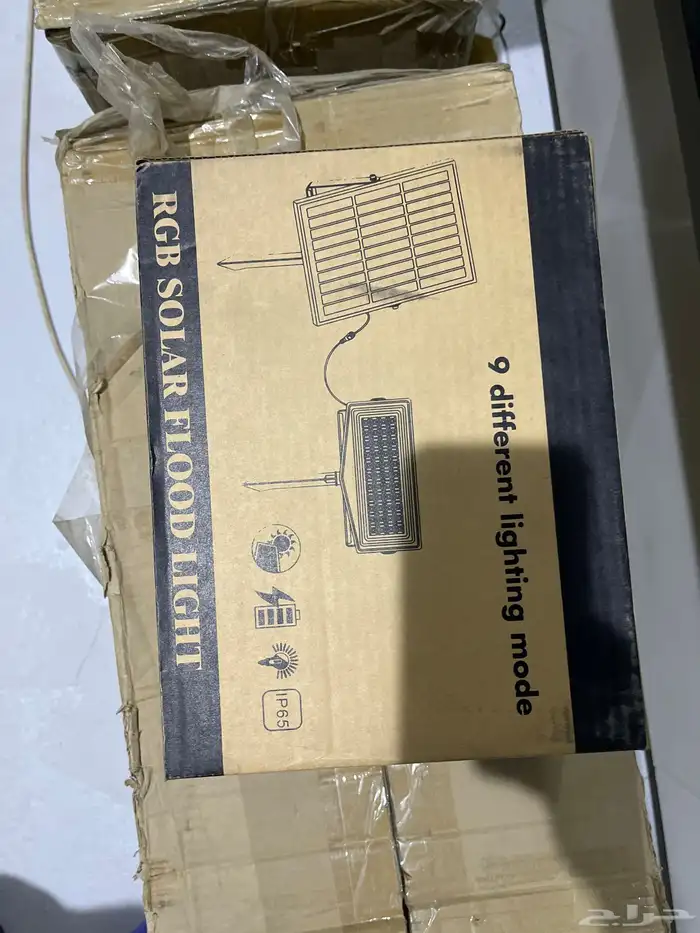 9 different lighting mode
IP65
RGB SOLAR FLOOD LIGHT
حراج